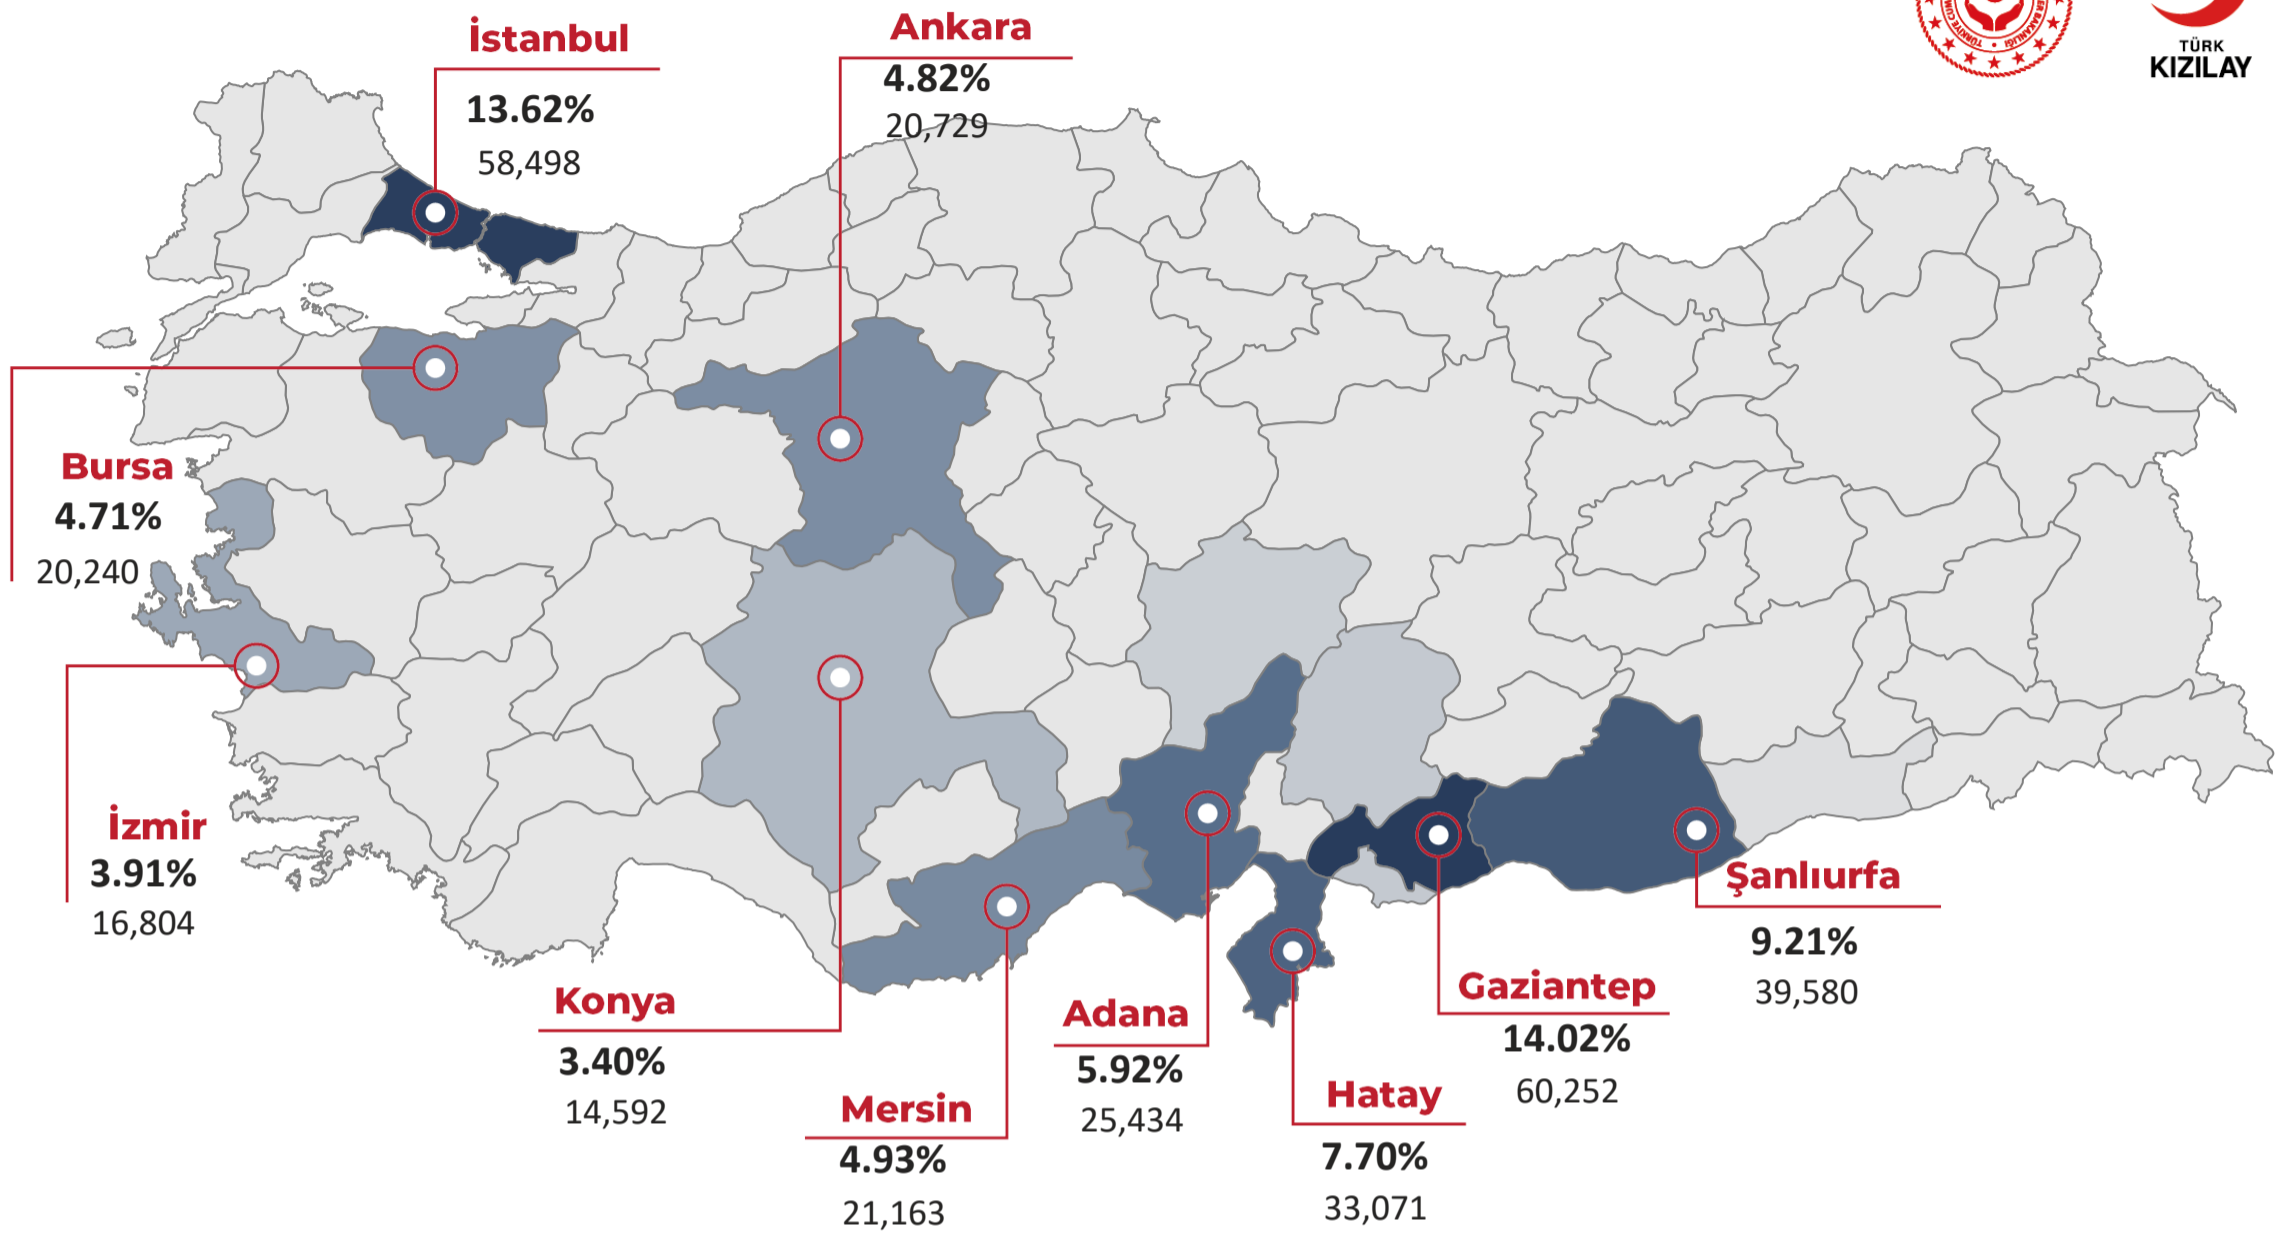 İstanbul
13.62%
58,498
Ankara
4.82%
20,729
TÜRK
KIZILAY
Bursa
4.71%
20,240
İzmir
3.91%
16,804
Konya
3.40%
14,592
Mersin
4.93%
21,163
Adana
5.92%
25,434
Hatay
7.70%
33,071
Gaziantep
14.02%
60,252
Şanlıurfa
9.21%
39,580